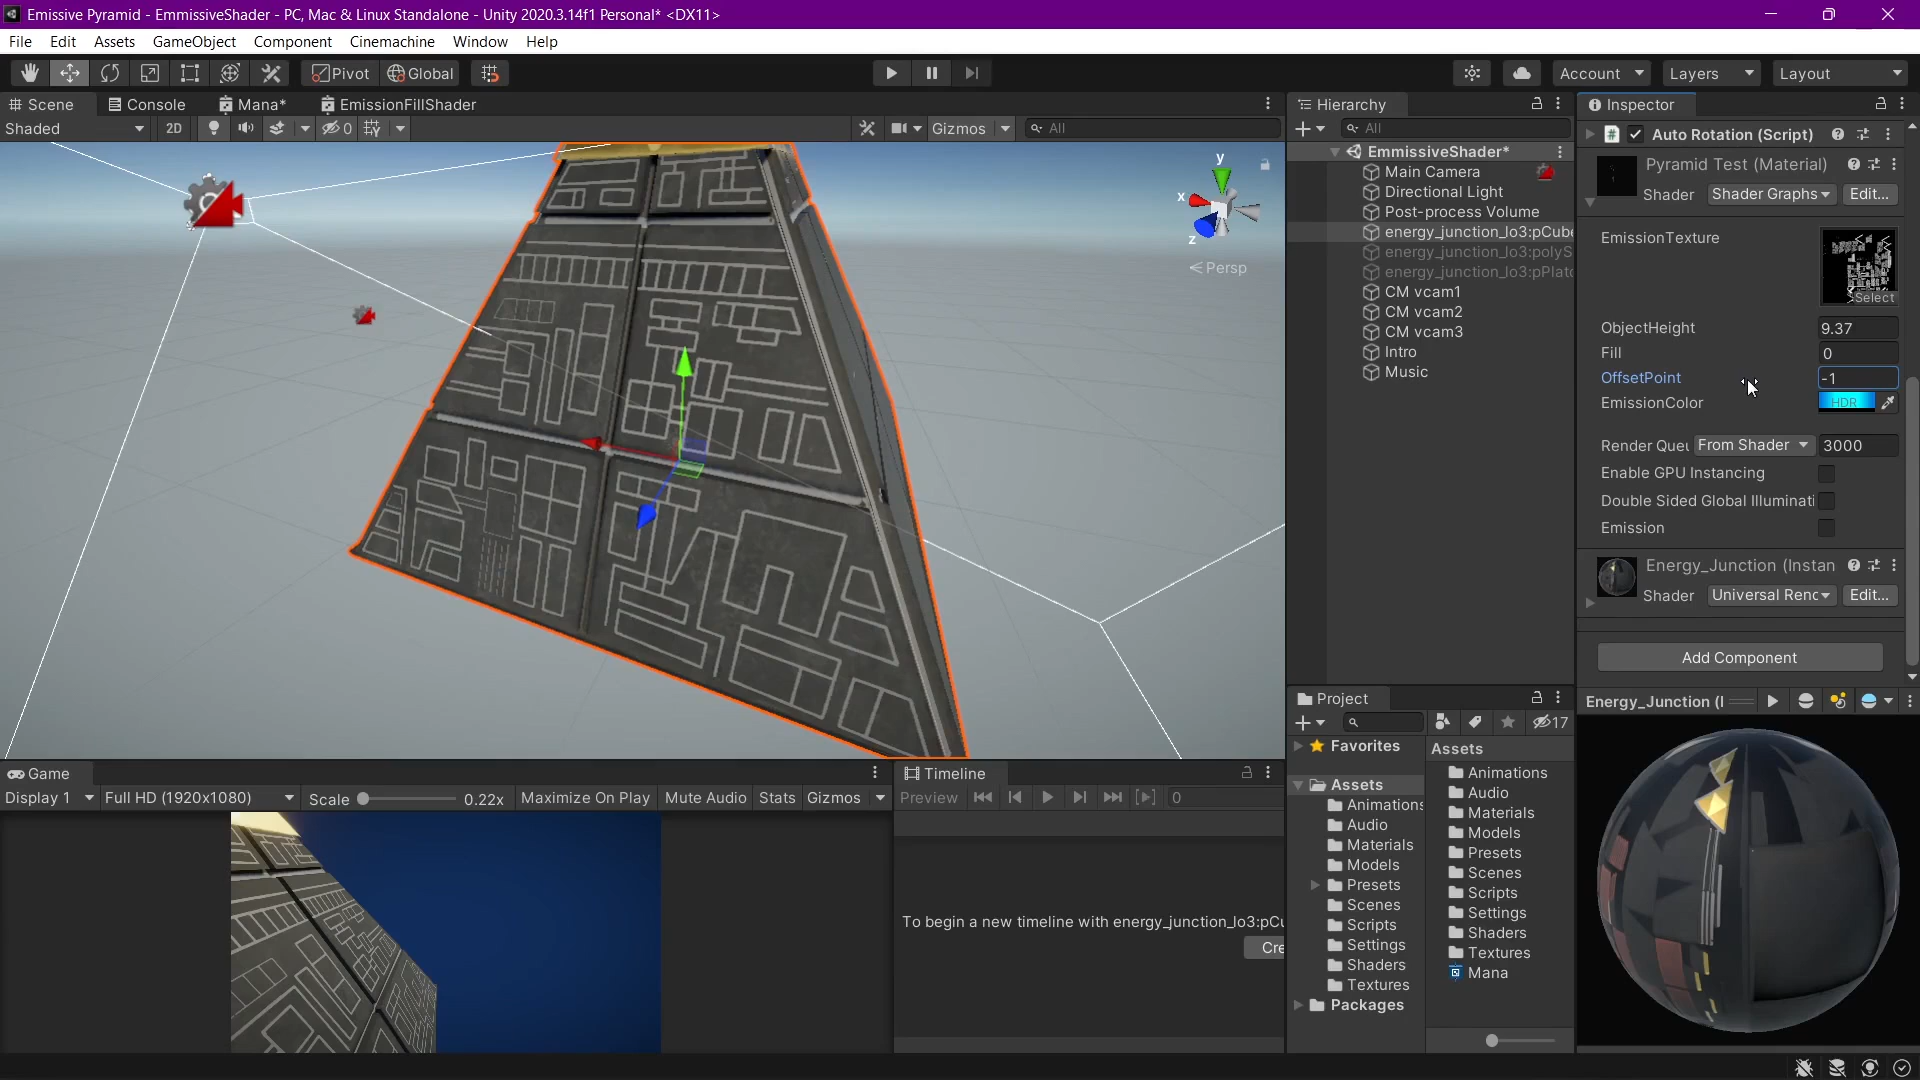 Emissive Pyramid - EmmissiveShader - PC, Mac & Linux Standalone - Unity 2020.3.14f1 Personal* <DX11>
File Edit Assets GameObject Component Cinemachine Window Help
Pivot Global Account Layers Layout
Scene Console Mana* EmissionFillShader
Shaded 2D 0 Gizmos All
y
x
z
Persp
Hierarchy
All
EmmissiveShader*
Main Camera
Directional Light
Post-process Volume
energy_junction_lo3:pCube
energy_junction_lo3:polyS
energy_junction_lo3:pPlato
CM vcam1
CM vcam2
CM vcam3
Intro
Music
Inspector
Auto Rotation (Script)
Pyramid Test (Material)
Shader Shader Graphs Edit...
EmissionTexture
Select
ObjectHeight 9.37
Fill 0
OffsetPoint -1
EmissionColor HDR
Render Queu From Shader 3000
Enable GPU Instancing
Double Sided Global Illuminati
Emission
Energy_Junction (Instan
Shader Universal Renc Edit...
Add Component
Energy_Junction (I
Game
Display 1 Full HD (1920x1080) Scale 0.22x Maximize On Play Mute Audio Stats Gizmos
Timeline
Preview 0
To begin a new timeline with energy_junction_lo3:pCu
Cre
Project
17
Favorites
Assets
Animations
Audio
Materials
Models
Presets
Scenes
Scripts
Settings
Shaders
Textures
Packages
Assets
Animations
Audio
Materials
Models
Presets
Scenes
Scripts
Settings
Shaders
Textures
Mana